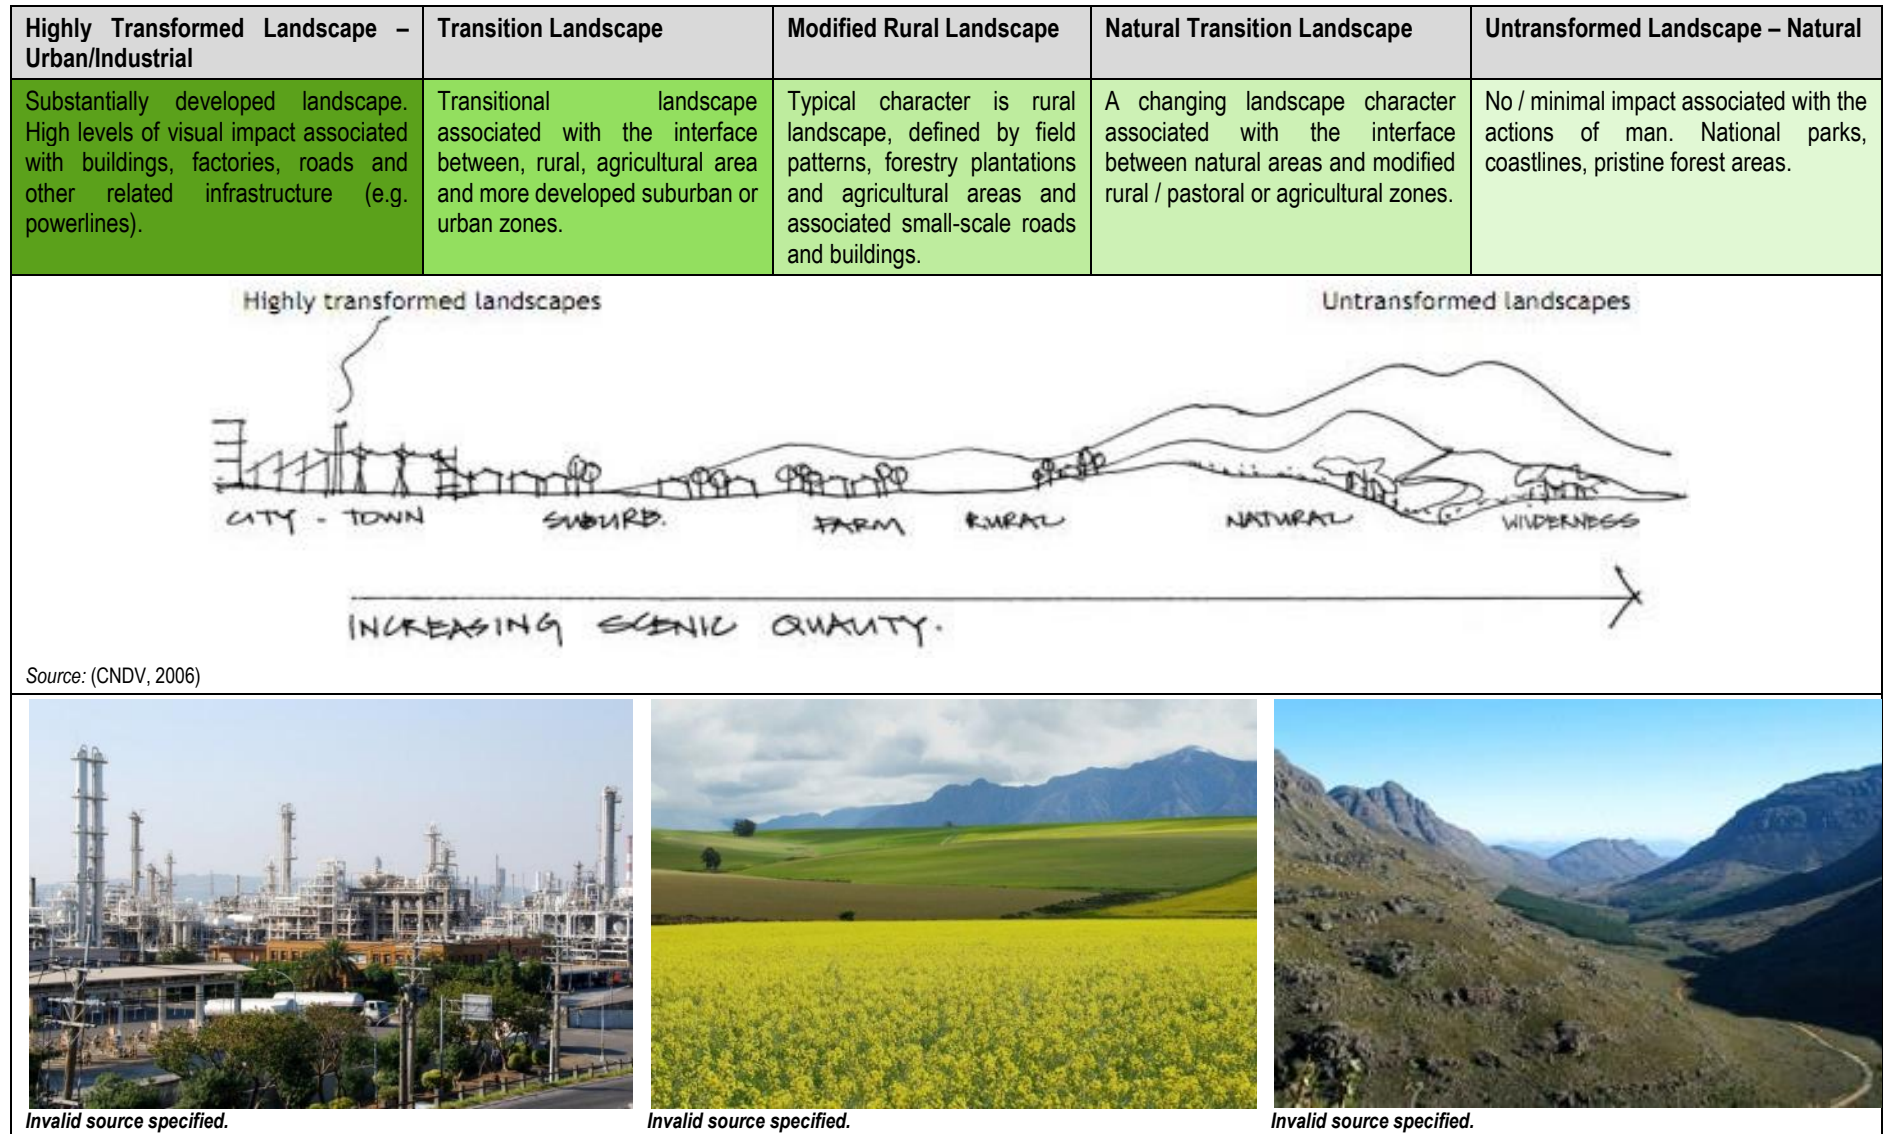 Highly Transformed Landscape –
Urban/Industrial
Transition Landscape
Modified Rural Landscape
Natural Transition Landscape
Untransformed Landscape – Natural
Substantially developed landscape.
High levels of visual impact associated
with buildings, factories, roads and
other related infrastructure (e.g.
powerlines).
Transitional landscape
associated with the interface
between, rural, agricultural area
and more developed suburban or
urban zones.
Typical character is rural
landscape, defined by field
patterns, forestry plantations
and agricultural areas and
associated small-scale roads
and buildings.
A changing landscape character
associated with the interface
between natural areas and modified
rural / pastoral or agricultural zones.
No / minimal impact associated with the
actions of man. National parks,
coastlines, pristine forest areas.
Highly transformed landscapes
Untransformed landscapes
CITY - TOWN
SUBURB.
FARM
RURAL
NATURAL
WILDERNESS
INCREASING SCENIC QUALITY.
Source: (CNDV, 2006)
Invalid source specified.
Invalid source specified.
Invalid source specified.